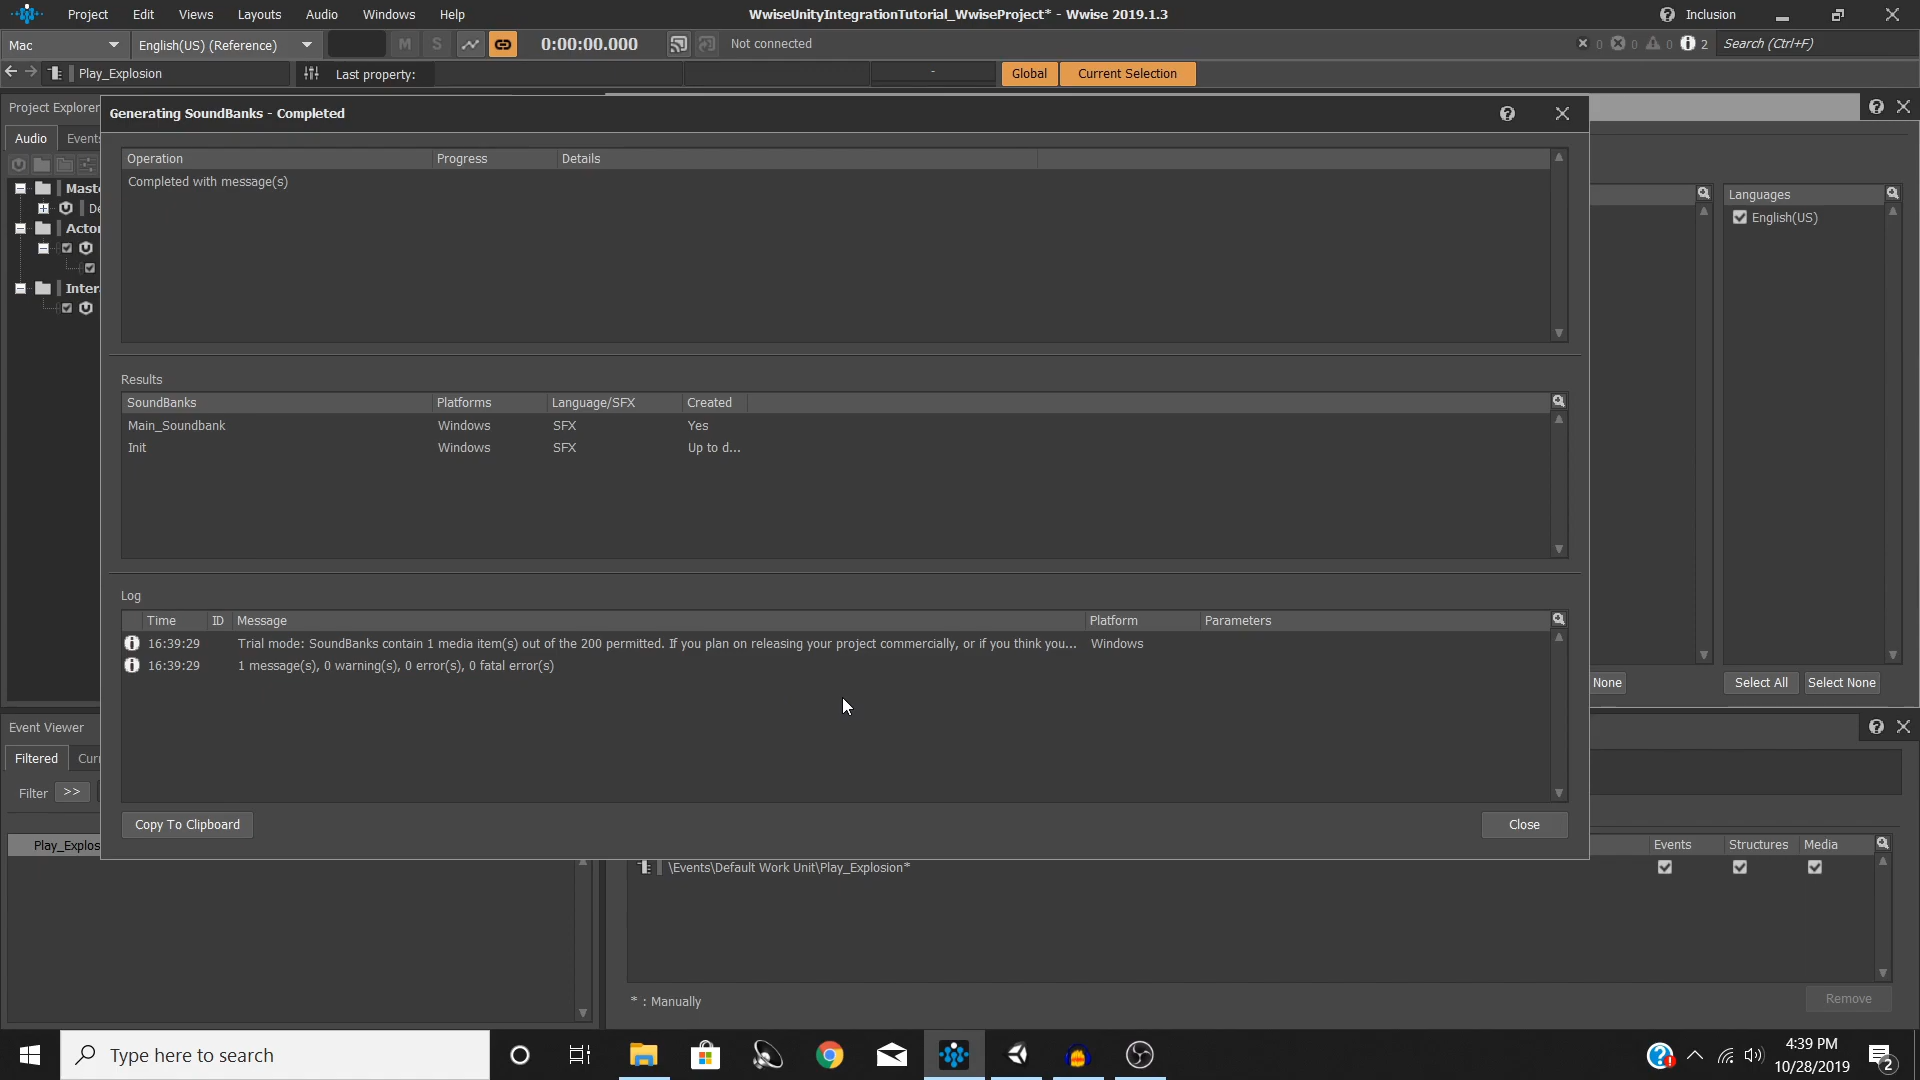 Project Edit Views Layouts Audio Windows Help
WwiseUnityIntegrationTutorial_WwiseProject* - Wwise 2019.1.3
Inclusion
Mac English(US) (Reference) M S 0:00:00.000 Not connected
0 0 0 2 Search (Ctrl+F)
Play_Explosion Last property: - Global Current Selection
Project Explorer
Generating SoundBanks - Completed
Audio Events
Operation Progress Details
Completed with message(s)
Languages
English(US)
Results
SoundBanks Platforms Language/SFX Created
Main_Soundbank Windows SFX Yes
Init Windows SFX Up to d...
Log
Time ID Message Platform Parameters
16:39:29 Trial mode: SoundBanks contain 1 media item(s) out of the 200 permitted. If you plan on releasing your project commercially, or if you think you... Windows
16:39:29 1 message(s), 0 warning(s), 0 error(s), 0 fatal error(s)
None Select All Select None
Event Viewer
Filtered
Filter >>
Copy To Clipboard Close
Play_Explos
Events Structures Media
\Events\Default Work Unit\Play_Explosion*
* : Manually
Remove
Type here to search
4:39 PM
10/28/2019
2